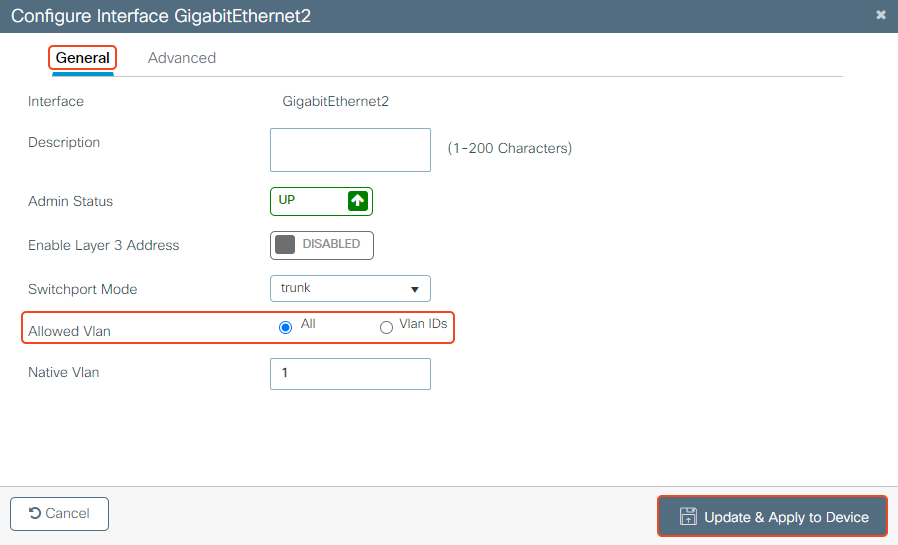 Configure Interface GigabitEthernet2
General Advanced
Interface GigabitEthernet2
Description (1-200 Characters)
Admin Status UP
Enable Layer 3 Address DISABLED
Switchport Mode trunk
Allowed Vlan All Vlan IDs
Native Vlan 1
Cancel Update & Apply to Device